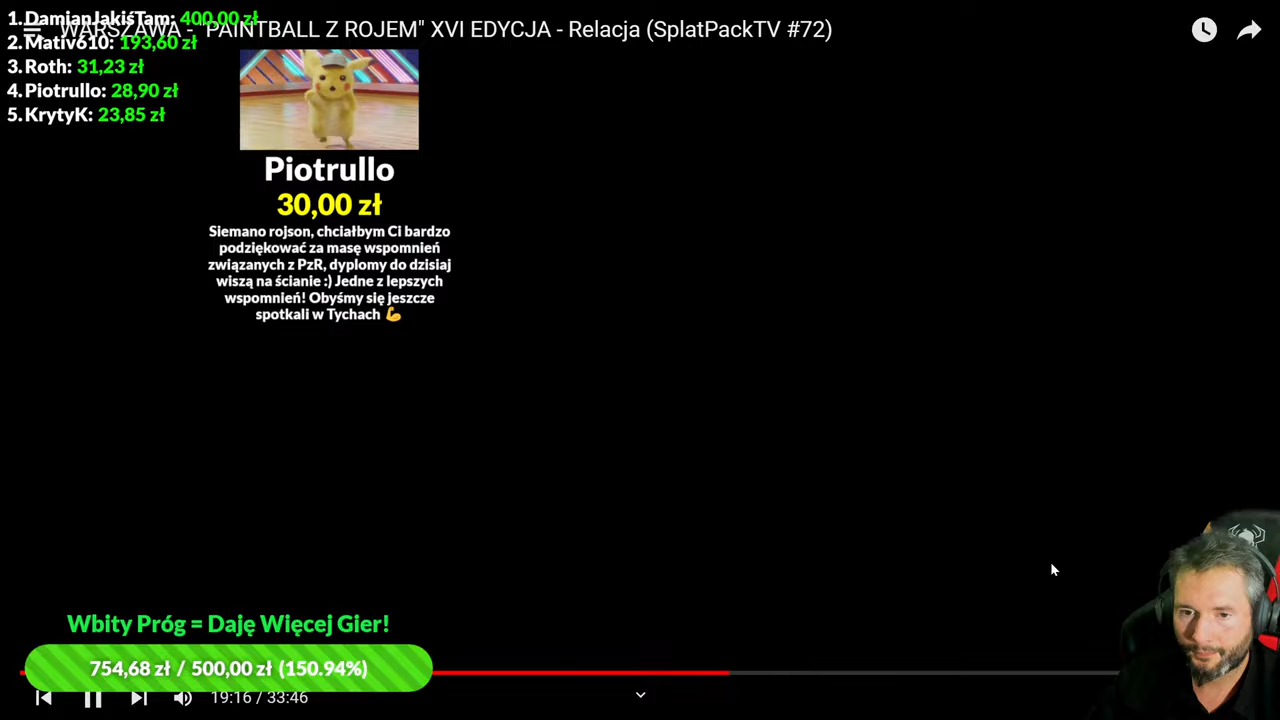 WARSZAWA - "PAINTBALL Z ROJEM" XVI EDYCJA - Relacja (SplatPackTV #72)
1.DamianJakiśTam: 400,00 zł
2.Mativ610: 193,60 zł
3.Roth: 31,23 zł
4.Piotrullo: 28,90 zł
5.KrytyK: 23,85 zł
Piotrullo
30,00 zł
Siemano rojson, chciałbym Ci bardzo
podziękować za masę wspomnień
związanych z PzR, dyplomy do dzisiaj
wiszą na ścianie :) Jedne z lepszych
wspomnień! Obyśmy się jeszcze
spotkali w Tychach 💪
Wbity Próg = Daję Więcej Gier!
754,68 zł / 500,00 zł (150.94%)
19:16 / 33:46